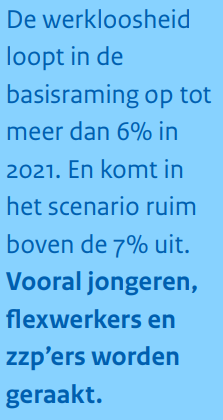 De werkloosheid
loopt in de
basisraming op tot
meer dan 6% in
2021. En komt in
het scenario ruim
boven de 7% uit.
Vooral jongeren,
flexwerkers en
zzp’ers worden
geraakt.